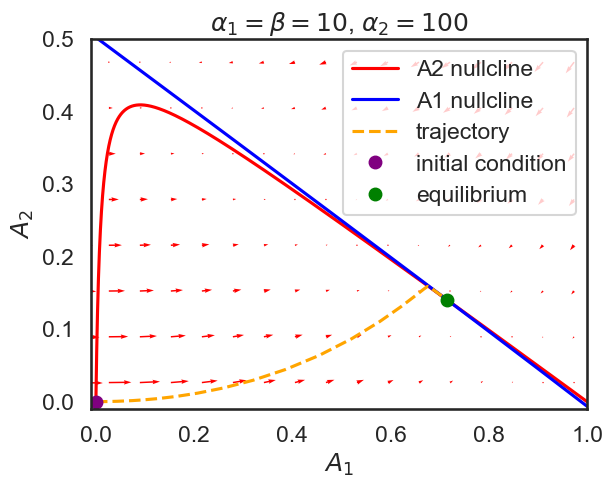 α₁ = β = 10, α₂ = 100
A2 nullcline
A1 nullcline
trajectory
initial condition
equilibrium
0.5
0.4
0.3
0.2
0.1
0.0
A₂
0.0 0.2 0.4 0.6 0.8 1.0
A₁